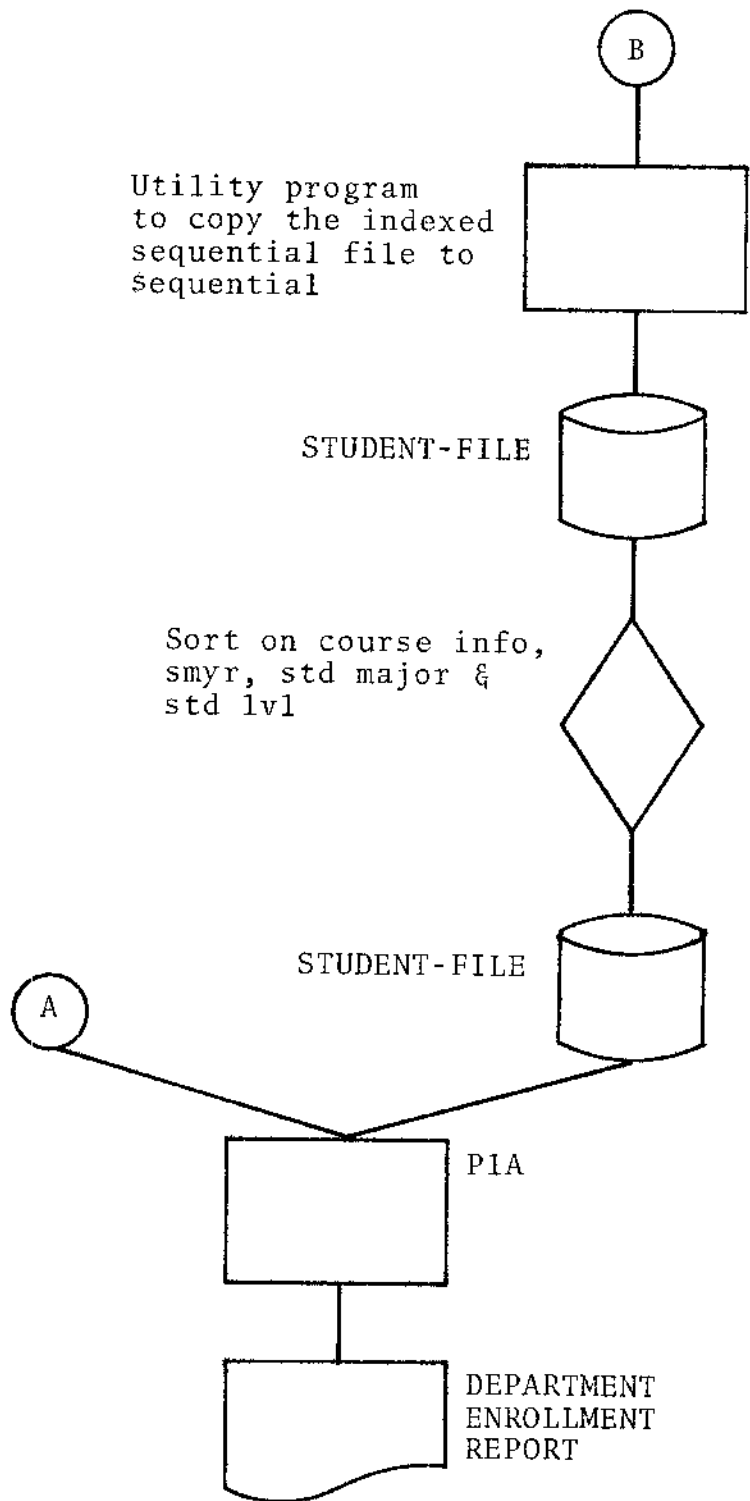 B
Utility program
to copy the indexed
sequential file to
sequential
STUDENT-FILE
Sort on course info,
smyr, std major &
std lvl
STUDENT-FILE
A
P1A
DEPARTMENT
ENROLLMENT
REPORT